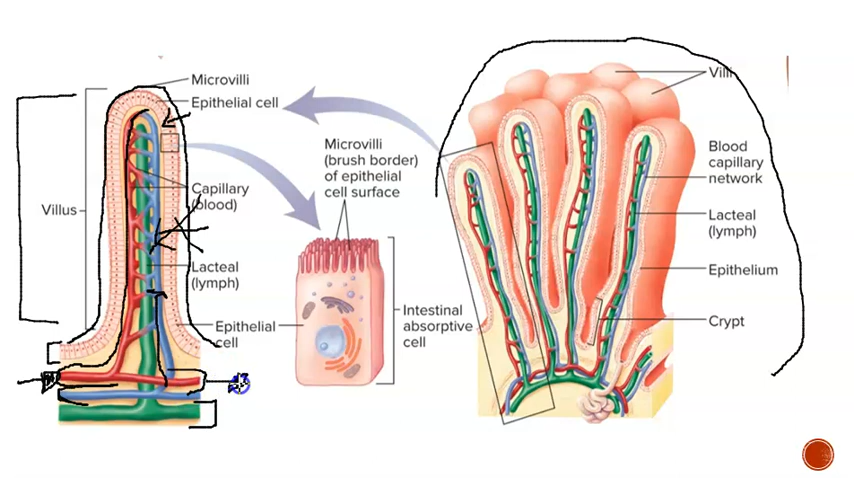 Microvilli
Epithelial cell
Villus
Capillary
(blood)
Lacteal
(lymph)
Epithelial
cell
Microvilli
(brush border)
of epithelial
cell surface
Intestinal
absorptive
cell
Villi
Blood
capillary
network
Lacteal
(lymph)
Epithelium
Crypt